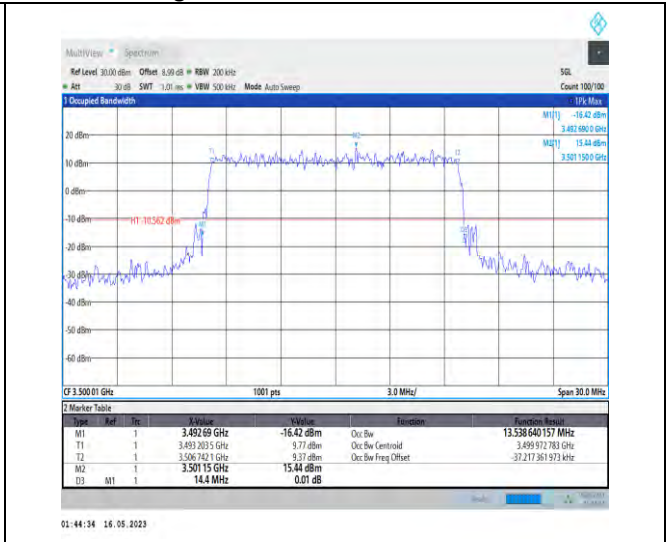 MultiView Spectrum
Ref Level 30.00 dBm Offset 8.99 dB RBW 200 kHz SGL
Att 30 dB SWT 1.01 ms VBW 500 kHz Mode Auto Sweep Count 100/100
1 Occupied Bandwidth 1Pk Max
M1[1] -16.42 dBm
3.492 690 0 GHz
M2[1] 15.44 dBm
3.501 150 0 GHz
20 dBm
M2
T1 T2
10 dBm
0 dBm
-10 dBm H1 -10.562 dBm
M1
-20 dBm
-30 dBm
-40 dBm
-50 dBm
-60 dBm
CF 3.500 01 GHz 1001 pts 3.0 MHz/ Span 30.0 MHz
2 Marker Table
Type Ref Trc X-Value Y-Value Function Function Result
M1 1 3.492 69 GHz -16.42 dBm Occ Bw 13.538 640 157 MHz
T1 1 3.493 203 5 GHz 9.77 dBm Occ Bw Centroid 3.499 972 783 GHz
T2 1 3.506 742 1 GHz 9.37 dBm Occ Bw Freq Offset -37.217 361 973 kHz
M2 1 3.501 15 GHz 15.44 dBm
D3 M1 1 14.4 MHz 0.01 dB
01:44:34 16.05.2023